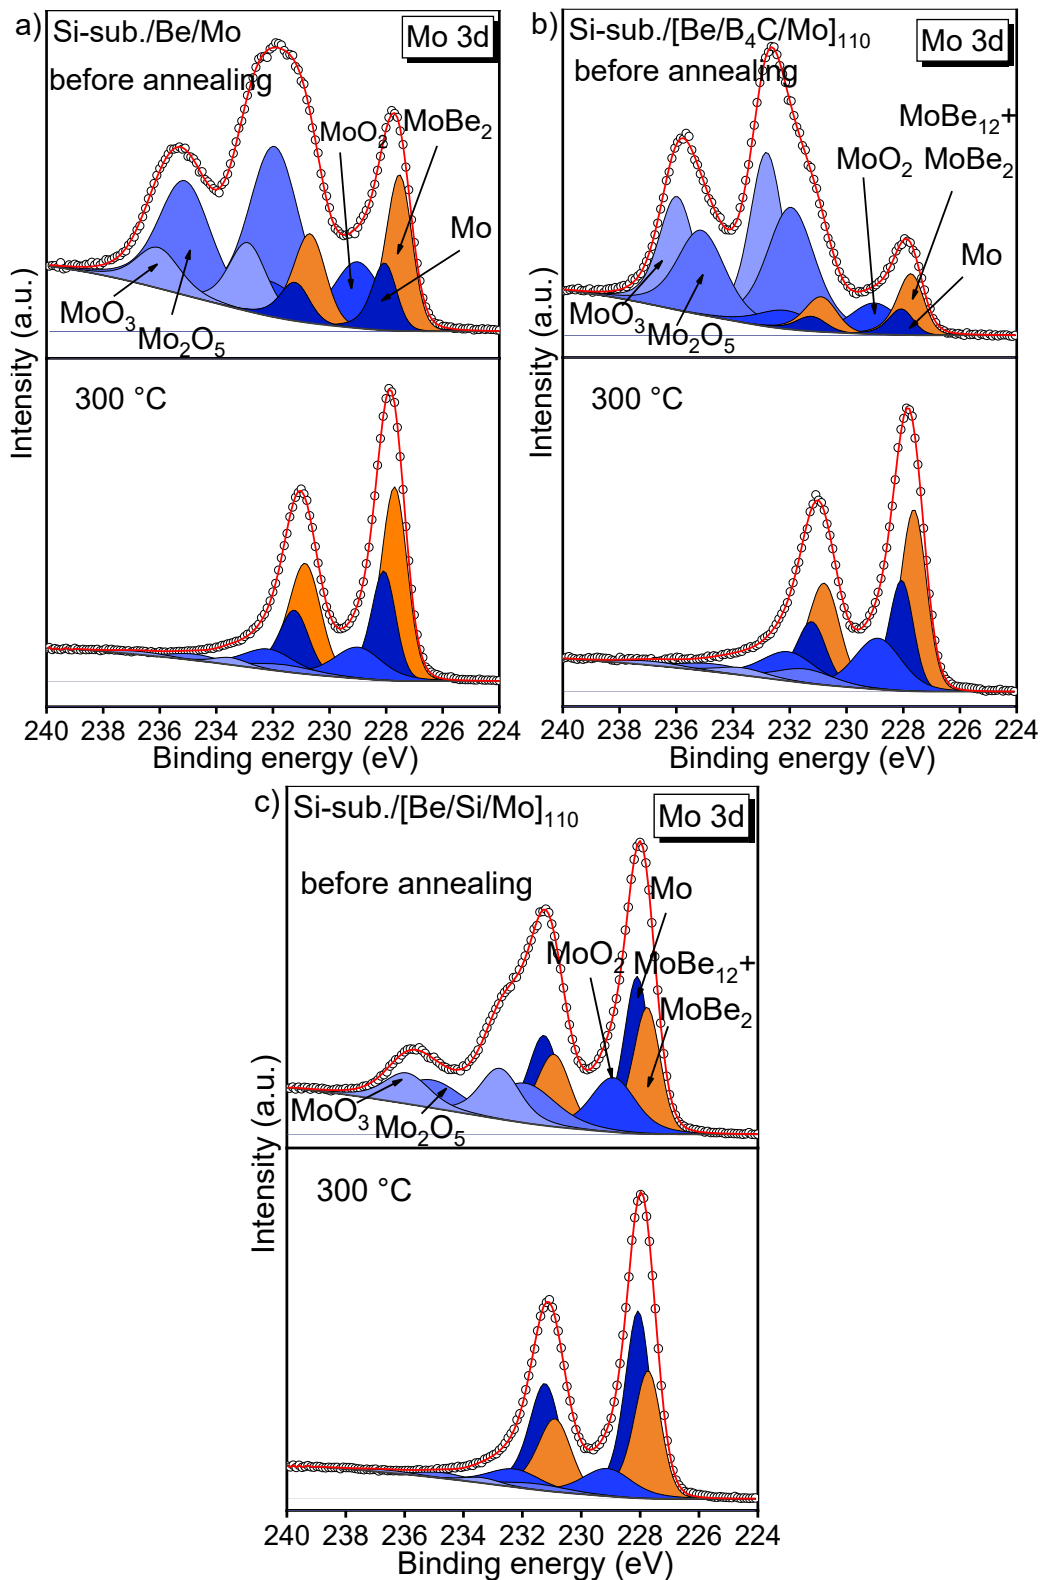 a) Si-sub./Be/Mo
Mo 3d
before annealing
MoO2
MoBe2
Mo
MoO3
Mo2O5
300 °C
Intensity (a.u.)
240 238 236 234 232 230 228 226 224
Binding energy (eV)
b) Si-sub./[Be/B4C/Mo]110
Mo 3d
before annealing
MoBe12+
MoO2 MoBe2
Mo
MoO3
Mo2O5
300 °C
Intensity (a.u.)
240 238 236 234 232 230 228 226 224
Binding energy (eV)
c) Si-sub./[Be/Si/Mo]110
Mo 3d
before annealing
Mo
MoO2 MoBe12+
MoBe2
MoO3
Mo2O5
300 °C
Intensity (a.u.)
240 238 236 234 232 230 228 226 224
Binding energy (eV)